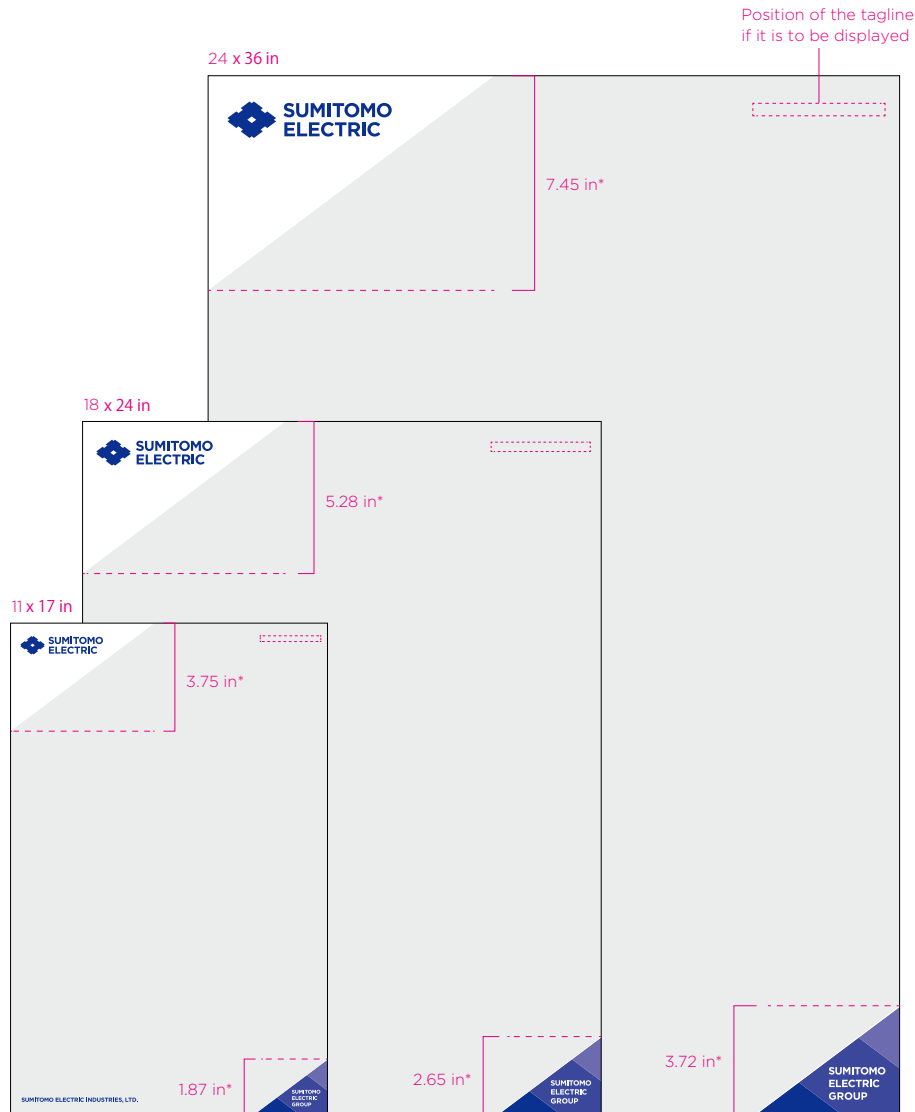 Position of the tagline
if it is to be displayed
24 x 36 in
SUMITOMO
ELECTRIC
7.45 in*
18 x 24 in
SUMITOMO
ELECTRIC
5.28 in*
11 x 17 in
SUMITOMO
ELECTRIC
3.75 in*
3.72 in*
SUMITOMO
ELECTRIC
GROUP
2.65 in*
SUMITOMO
ELECTRIC
GROUP
1.87 in*
SUMITOMO
ELECTRIC
GROUP
SUMITOMO ELECTRIC INDUSTRIES, LTD.